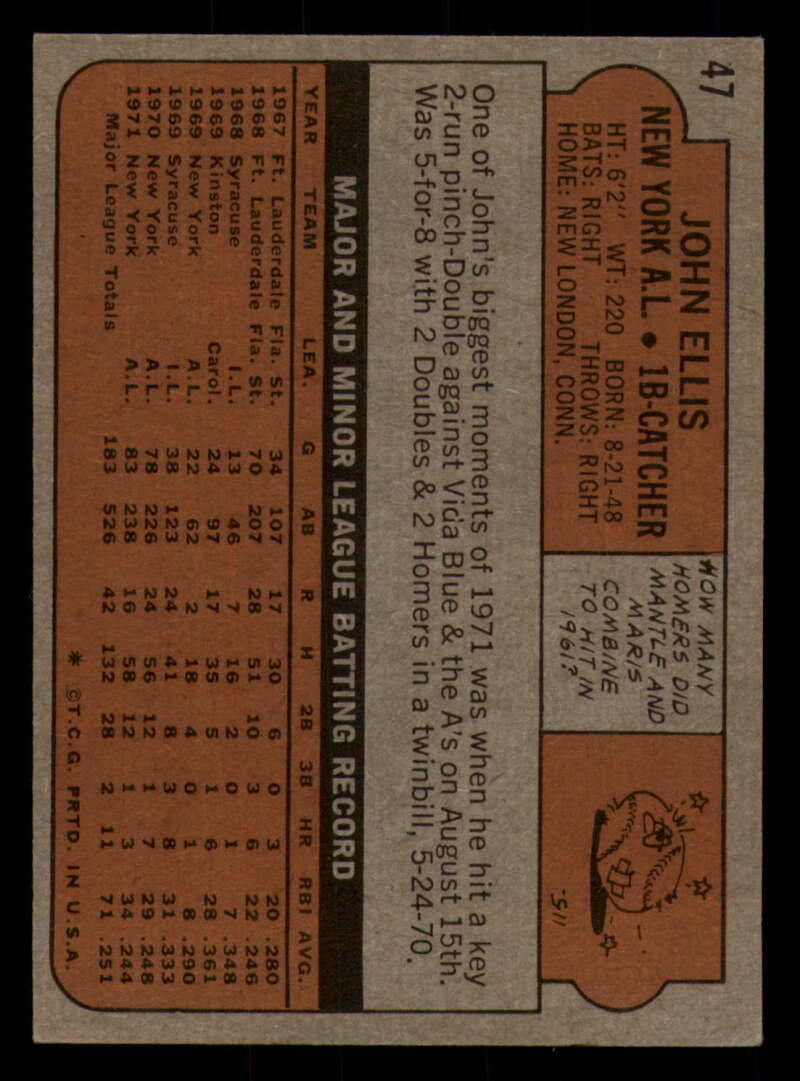 47
JOHN ELLIS
NEW YORK A.L. • 1B-CATCHER
HT: 6'2" WT: 220 BORN: 8-21-48
BATS: RIGHT THROWS: RIGHT
HOME: NEW LONDON, CONN.
HOW MANY
HOMERS DID
MANTLE AND
MARIS
COMBINE
TO HIT IN
1961?
-511
One of John's biggest moments of 1971 was when he hit a key
2-run pinch-Double against Vida Blue & the A's on August 15th.
Was 5-for-8 with 2 Doubles & 2 Homers in a twinbill, 5-24-70.
MAJOR AND MINOR LEAGUE BATTING RECORD
YEAR TEAM LEA. G AB R H 2B 3B HR RBI AVG.
1967 Ft. Lauderdale Fla. St. 34 107 17 30 6 0 3 20 .280
1968 Ft. Lauderdale Fla. St. 70 207 28 51 10 3 6 22 .246
1968 Syracuse I.L. 13 46 7 16 2 0 1 7 .348
1969 Kinston Carol. 24 97 17 35 5 1 6 28 .361
1969 New York A.L. 22 62 2 18 4 0 1 8 .290
1969 Syracuse I.L. 38 123 24 41 8 3 8 31 .333
1970 New York A.L. 78 226 24 56 12 1 7 29 .248
1971 New York A.L. 83 238 16 58 12 1 3 34 .244
Major League Totals 183 526 42 132 28 2 11 71 .251
* ©T.C.G. PRTD. IN U.S.A.